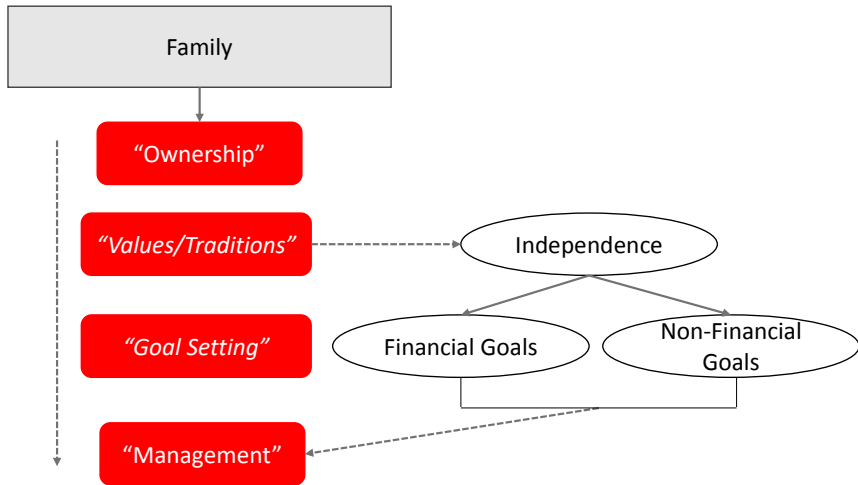 Family
“Ownership”
“Values/Traditions”
Independence
“Goal Setting”
Financial Goals
Non-Financial
Goals
“Management”